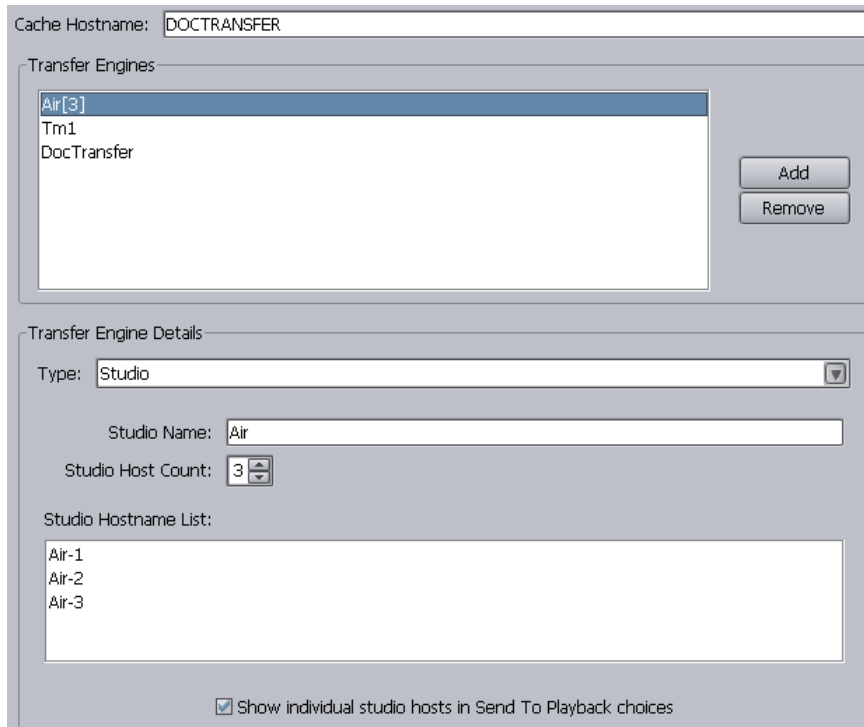 Cache Hostname: DOCTRANSFER
Transfer Engines
Air[3]
Tm1
DocTransfer
Add
Remove
Transfer Engine Details
Type: Studio
Studio Name: Air
Studio Host Count: 3
Studio Hostname List:
Air-1
Air-2
Air-3
Show individual studio hosts in Send To Playback choices